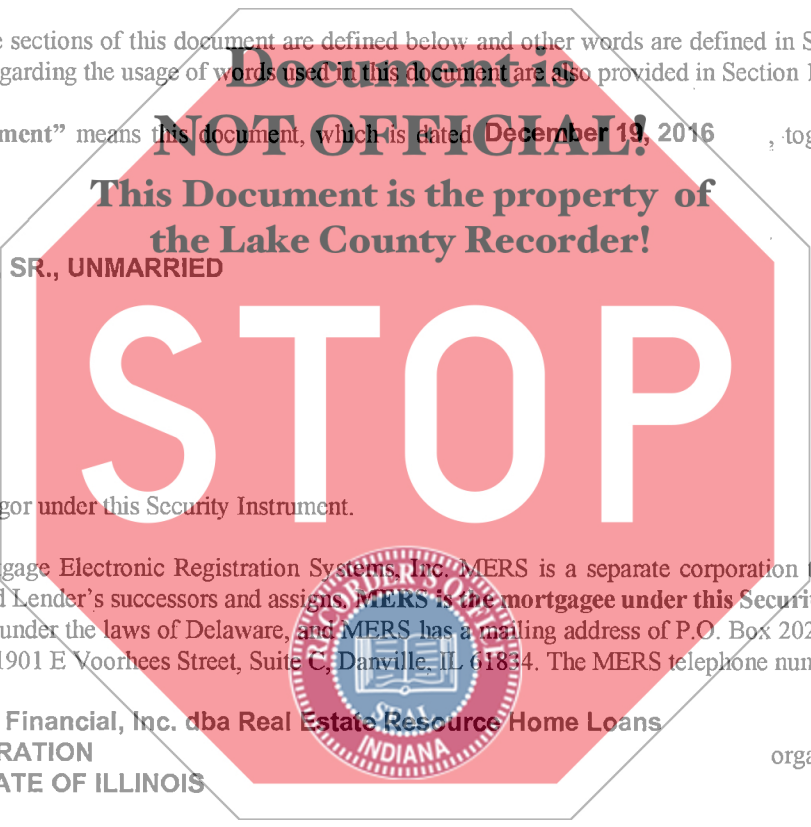 e sections of this document are defined below and other words are defined in S
garding the usage of words used in this document are also provided in Section 1
Document is
ment” means this document, which is dated December 19, 2016 , tog
NOT OFFICIAL!
This Document is the property of
the Lake County Recorder!
, SR., UNMARRIED
STOP
gor under this Security Instrument.
gage Electronic Registration Systems, Inc. MERS is a separate corporation t
d Lender’s successors and assigns. MERS is the mortgagee under this Securi
under the laws of Delaware, and MERS has a mailing address of P.O. Box 202
1901 E Voorhees Street, Suite C, Danville, IL 61834. The MERS telephone num
RECORDER'S OFFICE
SEAL
INDIANA
Financial, Inc. dba Real Estate Resource Home Loans
RATION orga
ATE OF ILLINOIS